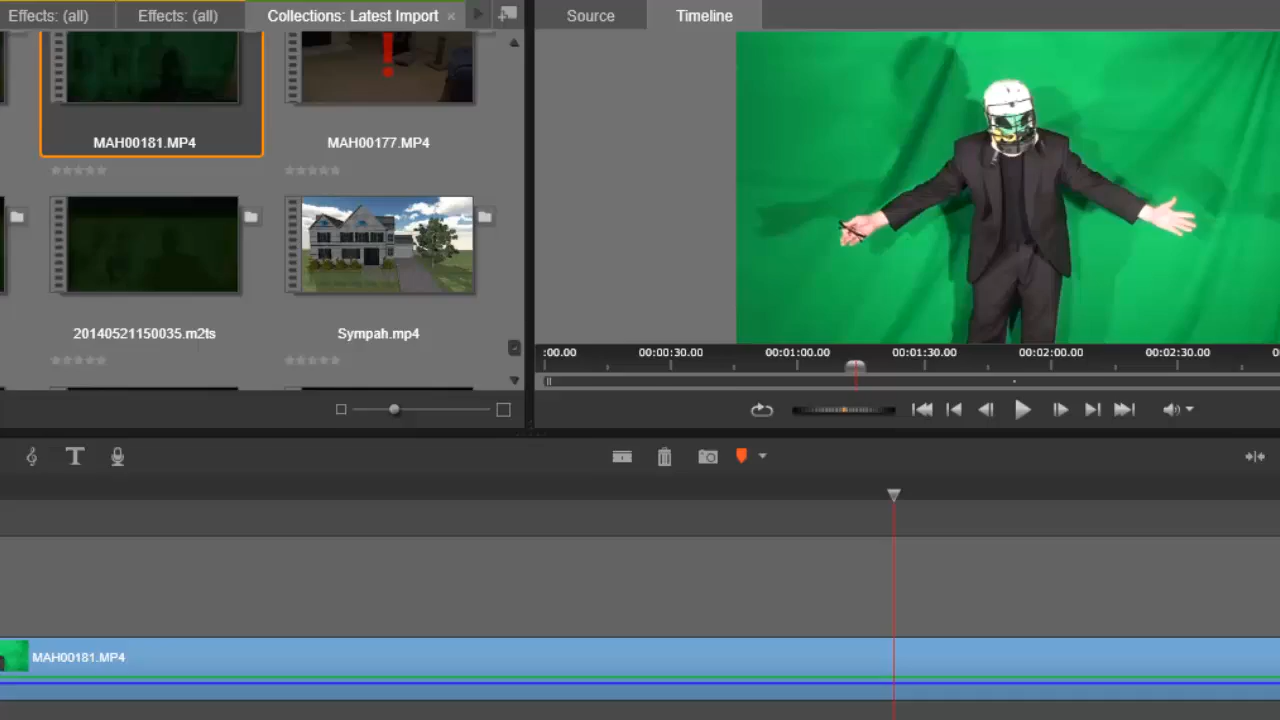 Effects: (all)
Effects: (all)
Collections: Latest Import
Source
Timeline
MAH00181.MP4
MAH00177.MP4
20140521150035.m2ts
Sympah.mp4
:00.00
00:00:30.00
00:01:00.00
00:01:30.00
00:02:00.00
00:02:30.00
0
T
MAH00181.MP4